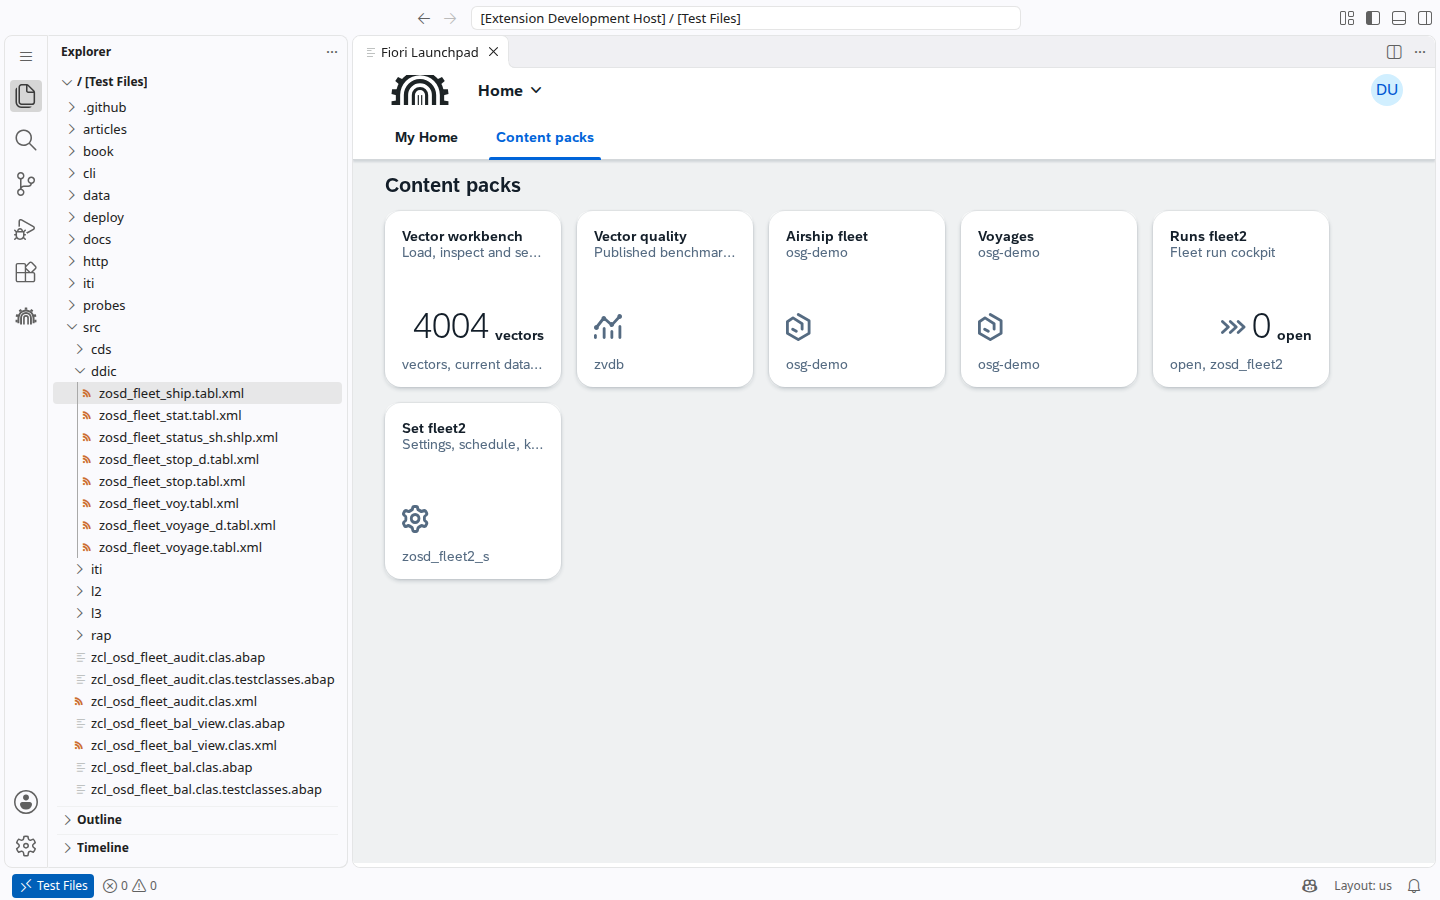 [Extension Development Host] / [Test Files]
Explorer
/ [Test Files]
.github
articles
book
cli
data
deploy
docs
http
iti
probes
src
cds
ddic
zosd_fleet_ship.tabl.xml
zosd_fleet_stat.tabl.xml
zosd_fleet_status_sh.shlp.xml
zosd_fleet_stop_d.tabl.xml
zosd_fleet_stop.tabl.xml
zosd_fleet_voy.tabl.xml
zosd_fleet_voyage_d.tabl.xml
zosd_fleet_voyage.tabl.xml
iti
l2
l3
rap
zcl_osd_fleet_audit.clas.abap
zcl_osd_fleet_audit.clas.testclasses.abap
zcl_osd_fleet_audit.clas.xml
zcl_osd_fleet_bal_view.clas.abap
zcl_osd_fleet_bal_view.clas.xml
zcl_osd_fleet_bal.clas.abap
zcl_osd_fleet_bal.clas.testclasses.abap
Outline
Timeline
Fiori Launchpad
Home
DU
My Home
Content packs
Content packs
Vector workbench
Load, inspect and se...
4004 vectors
vectors, current data...
Vector quality
Published benchmar...
zvdb
Airship fleet
osg-demo
osg-demo
Voyages
osg-demo
osg-demo
Runs fleet2
Fleet run cockpit
0 open
open, zosd_fleet2
Set fleet2
Settings, schedule, k...
zosd_fleet2_s
Test Files
0
0
Layout: us